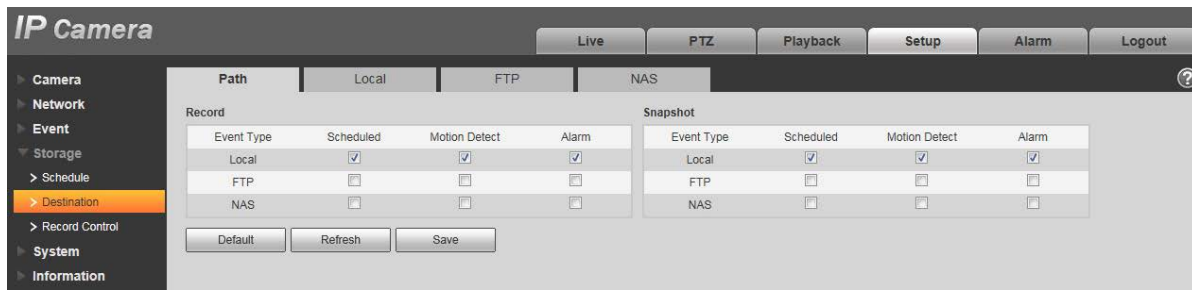 IP Camera
Live PTZ Playback Setup Alarm Logout
Camera
Network
Event
Storage
> Schedule
> Destination
> Record Control
System
Information
Path Local FTP NAS
?
Record
Event Type Scheduled Motion Detect Alarm
Local
FTP
NAS
Snapshot
Event Type Scheduled Motion Detect Alarm
Local
FTP
NAS
Default Refresh Save